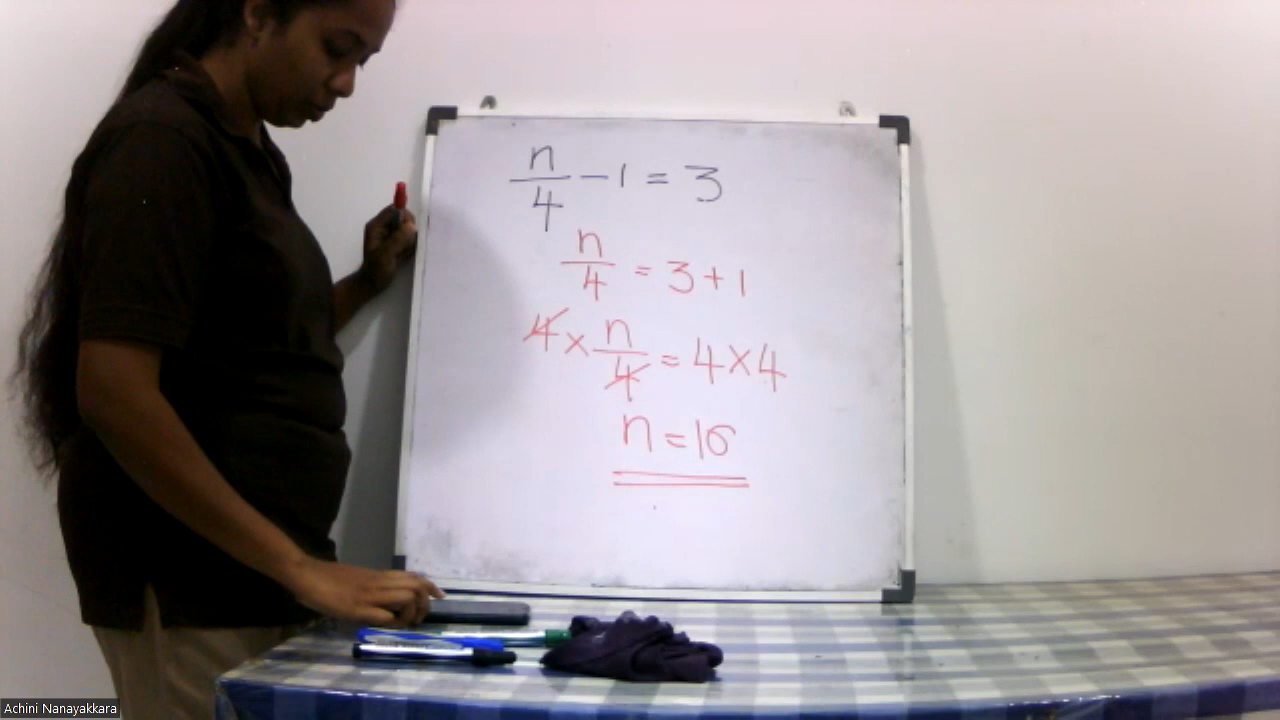 n/4 - 1 = 3
n/4 = 3 + 1
4 × n/4 = 4 × 4
n = 16
Achini Nanayakkara